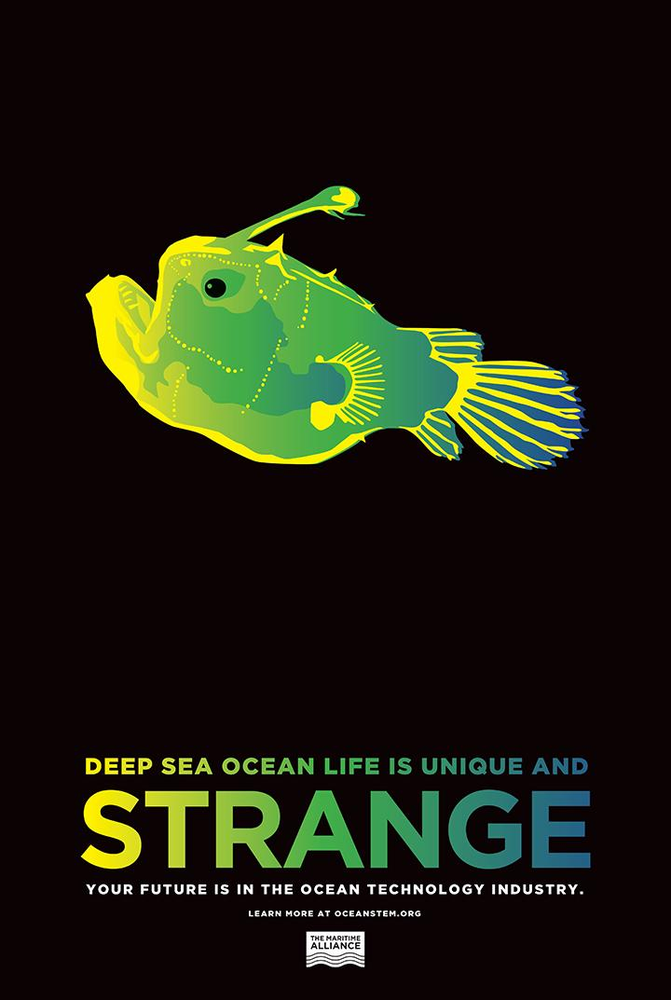 DEEP SEA OCEAN LIFE IS UNIQUE AND
STRANGE
YOUR FUTURE IS IN THE OCEAN TECHNOLOGY INDUSTRY.
LEARN MORE AT OCEANSTEM.ORG
THE MARITIME
ALLIANCE